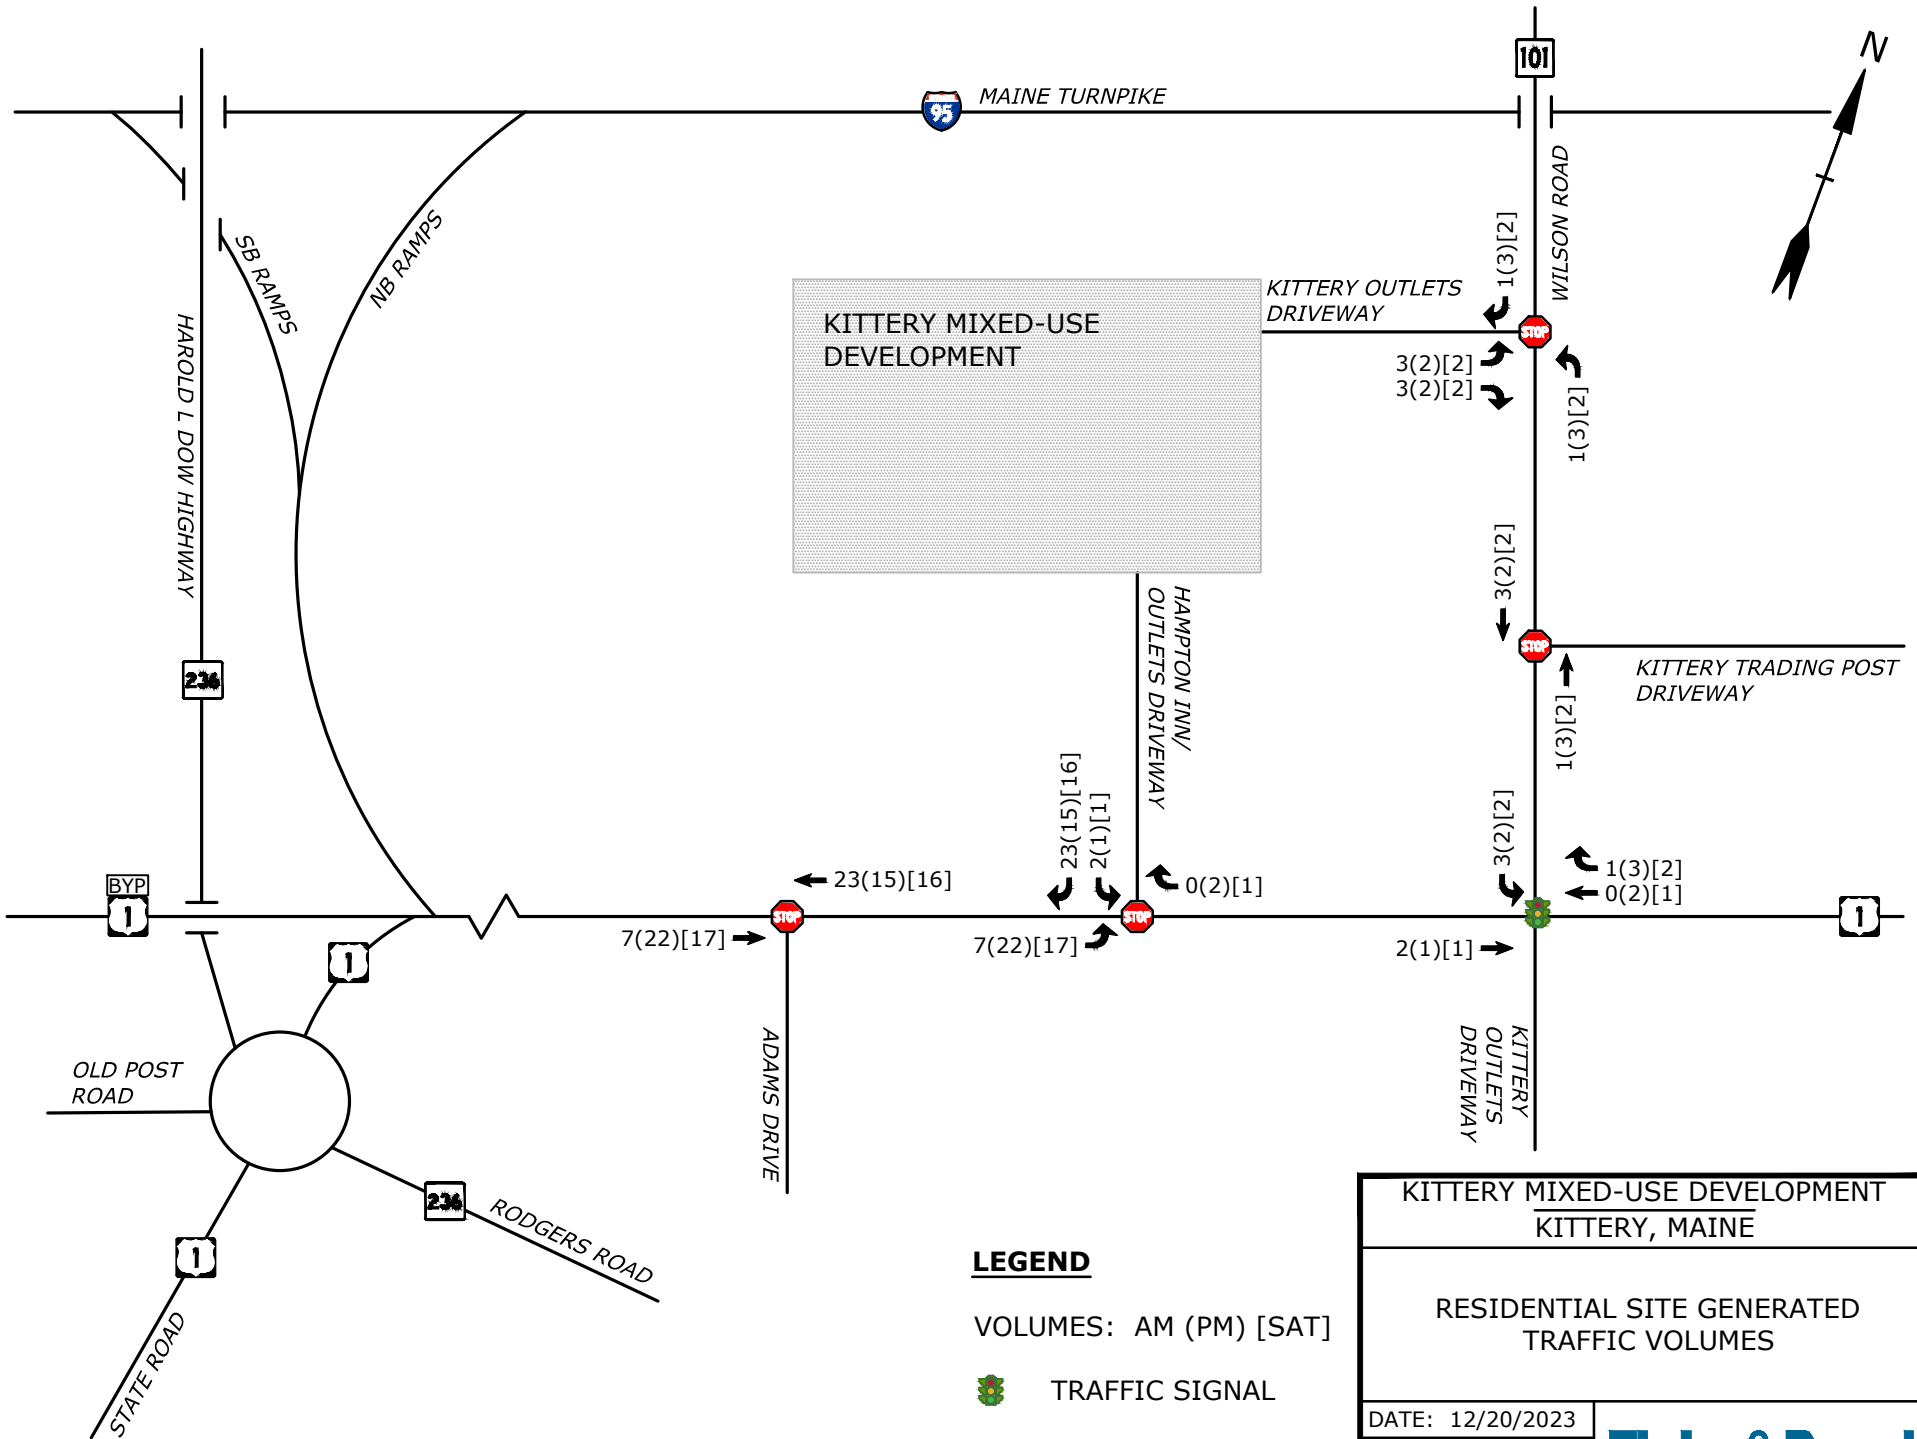 101
N
95
MAINE TURNPIKE
WILSON ROAD
NB RAMPS
SB RAMPS
1(3)[2]
KITTERY OUTLETS
DRIVEWAY
KITTERY MIXED-USE
DEVELOPMENT
HAROLD L DOW HIGHWAY
STOP
3(2)[2]
3(2)[2]
1(3)[2]
3(2)[2]
STOP
HAMPTON INN/
OUTLETS DRIVEWAY
KITTERY TRADING POST
DRIVEWAY
236
1(3)[2]
23(15)[16]
2(1)[1]
3(2)[2]
1(3)[2]
0(2)[1]
0(2)[1]
BYP
1
23(15)[16]
STOP
STOP
1
7(22)[17]
7(22)[17]
2(1)[1]
1
ADAMS DRIVE
KITTERY
OUTLETS
DRIVEWAY
OLD POST
ROAD
236
RODGERS ROAD
1
STATE ROAD
LEGEND
VOLUMES: AM (PM) [SAT]
TRAFFIC SIGNAL
KITTERY MIXED-USE DEVELOPMENT
KITTERY, MAINE
RESIDENTIAL SITE GENERATED
TRAFFIC VOLUMES
DATE: 12/20/2023